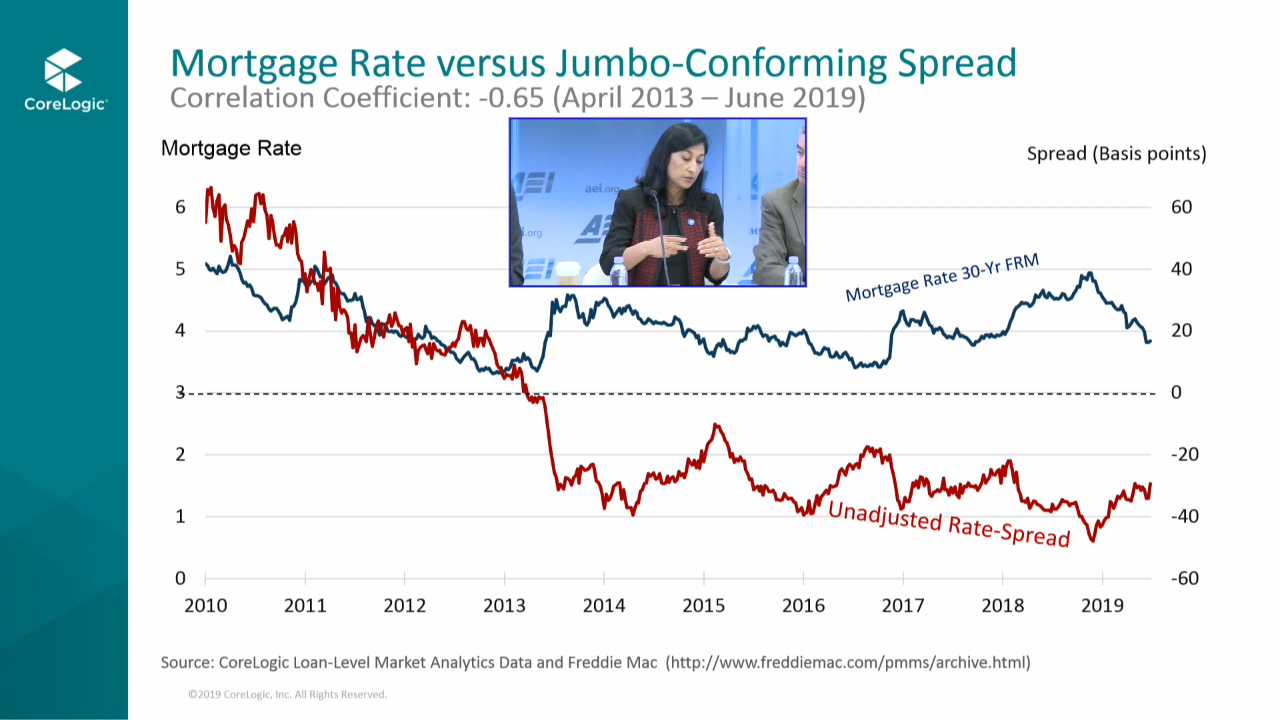 Mortgage Rate versus Jumbo-Conforming Spread
Correlation Coefficient: -0.65 (April 2013 – June 2019)
CoreLogic
Mortgage Rate
Spread (Basis points)
AEI
aei.org
ei.org
AEI
AEI
6
60
5
40
4
20
3
0
2
-20
1
-40
0
-60
Mortgage Rate 30-Yr FRM
Unadjusted Rate-Spread
2010 2011 2012 2013 2014 2015 2016 2017 2018 2019
Source: CoreLogic Loan-Level Market Analytics Data and Freddie Mac (http://www.freddiemac.com/pmms/archive.html)
©2019 CoreLogic, Inc. All Rights Reserved.